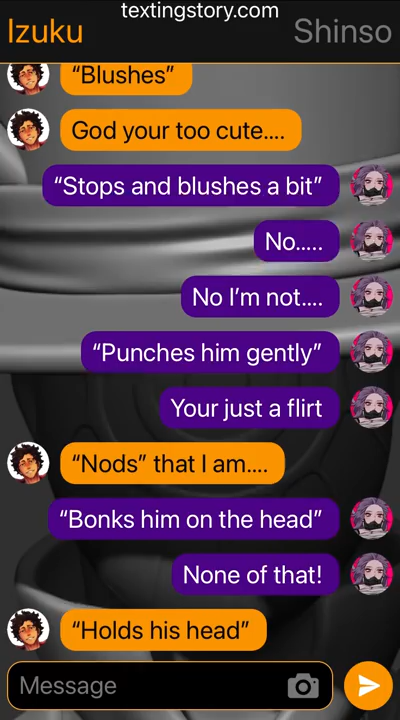 textingstory.com
Izuku
Shinso
“Blushes”
God your too cute....
“Stops and blushes a bit”
No.....
No I’m not....
“Punches him gently”
Your just a flirt
“Nods” that I am....
“Bonks him on the head”
None of that!
“Holds his head”
Message